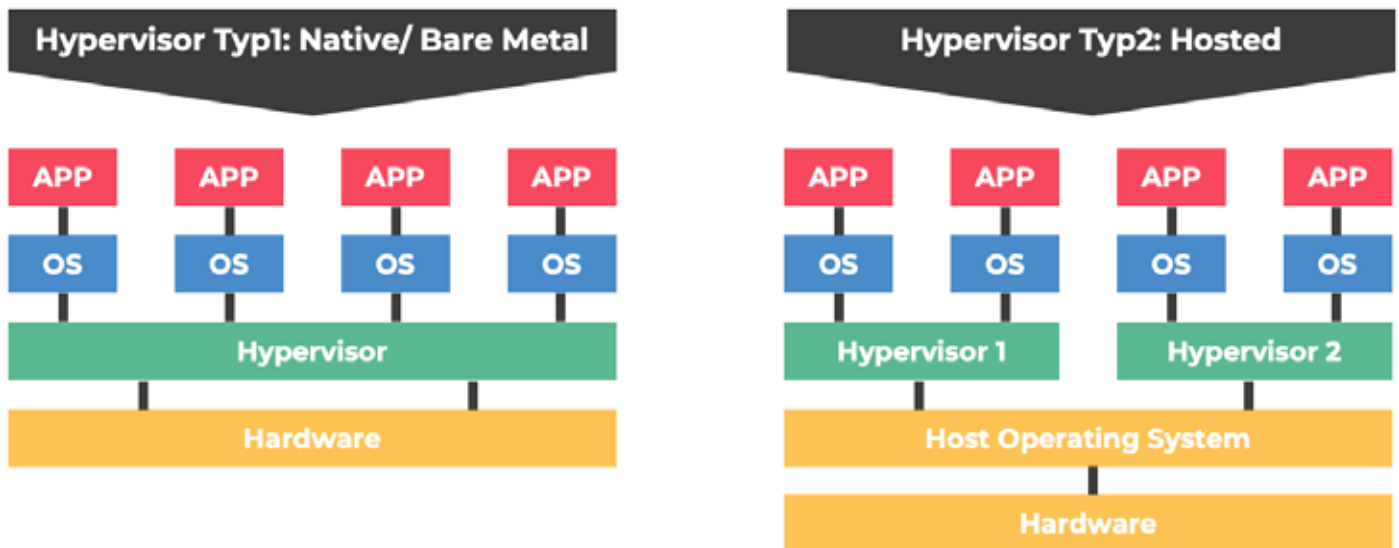 Hypervisor Typ1: Native/ Bare Metal
APP APP APP APP
OS OS OS OS
Hypervisor
Hardware
Hypervisor Typ2: Hosted
APP APP APP APP
OS OS OS OS
Hypervisor 1 Hypervisor 2
Host Operating System
Hardware